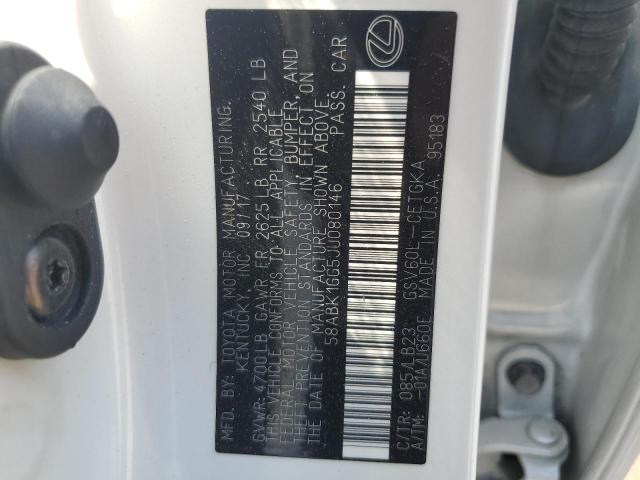 MFD. BY: TOYOTA MOTOR MANUFACTURING,
KENTUCKY, INC. 09/17
GVWR: 4700LB GAWR FR 2625 LB RR 2540 LB
THIS VEHICLE CONFORMS TO ALL APPLICABLE
FEDERAL MOTOR VEHICLE SAFETY, BUMPER, AND
THEFT PREVENTION STANDARDS IN EFFECT ON
THE DATE OF MANUFACTURE SHOWN ABOVE.
58ABK1GG5JU080146 PASS. CAR
C/TR: 085/LB23 GSV60L-CETGKA
A/TM: -01A/U660E MADE IN U.S.A. 95183